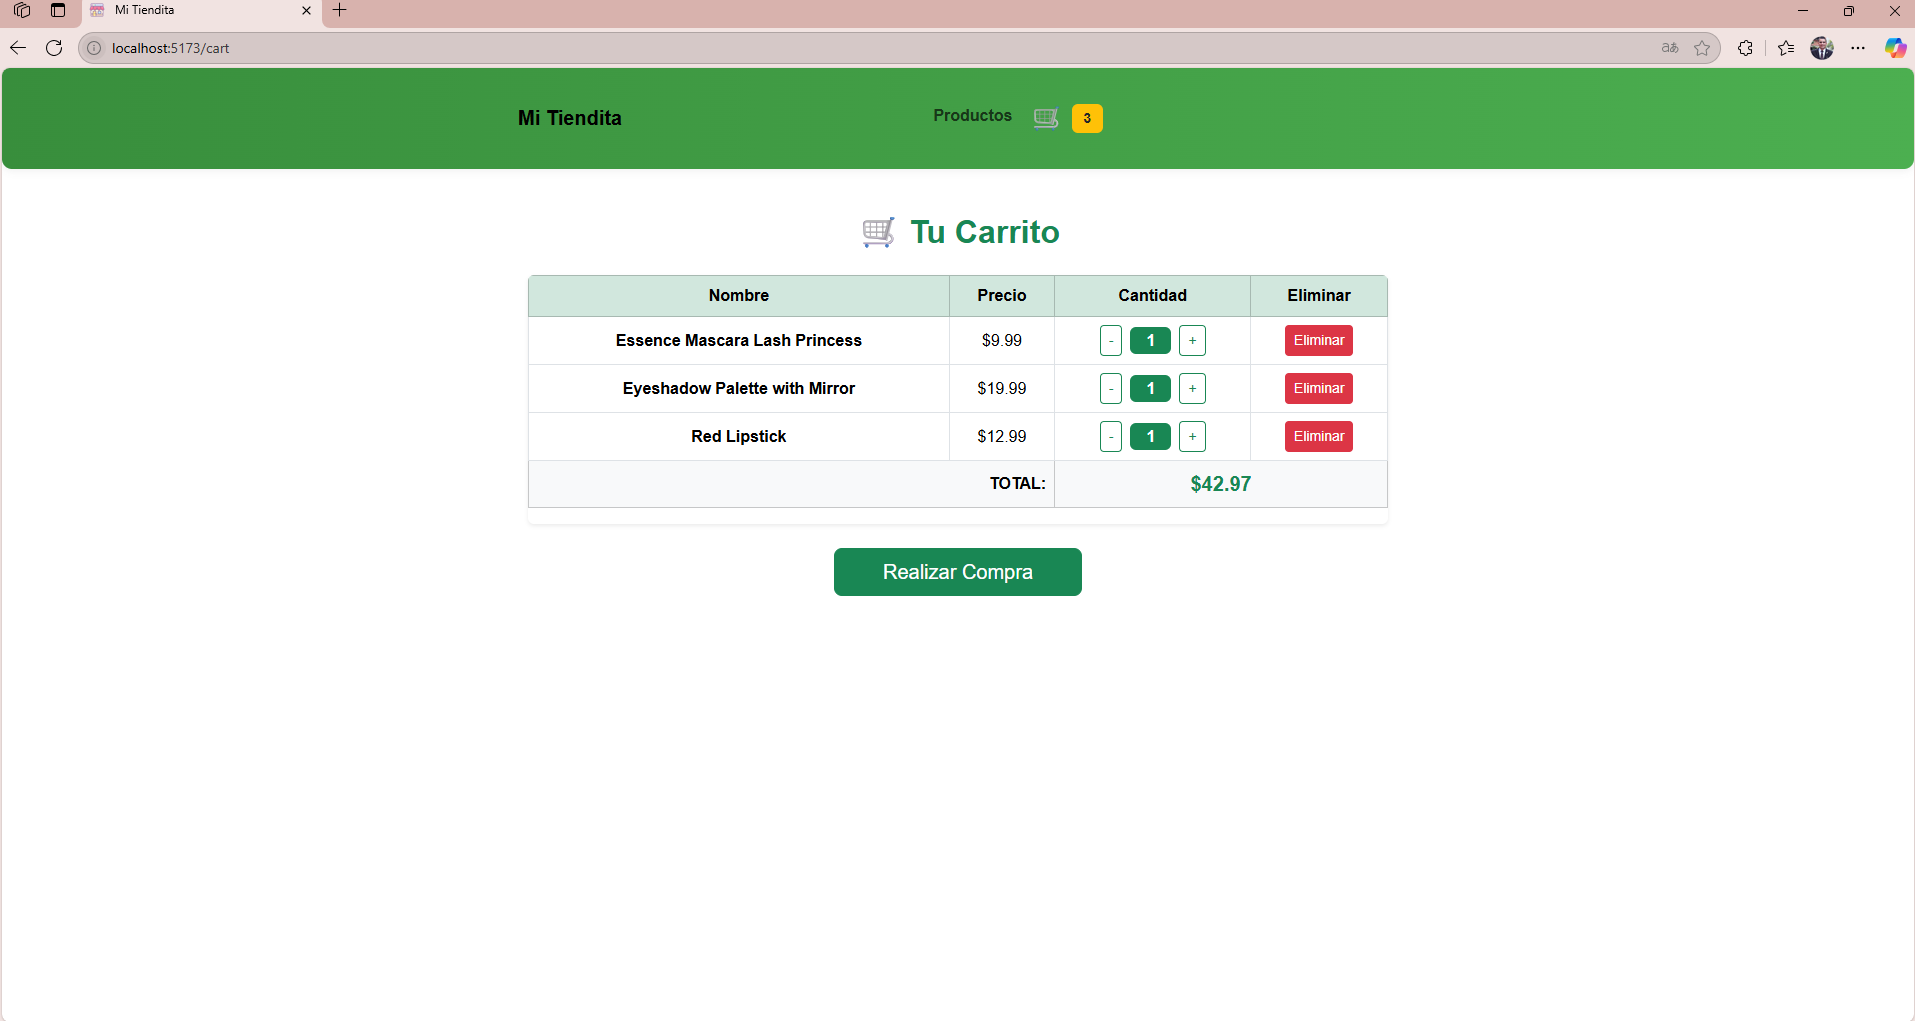 Mi Tiendita
localhost:5173/cart
aあ
Mi Tiendita Productos 3
Tu Carrito
Nombre Precio Cantidad Eliminar
Essence Mascara Lash Princess $9.99 - 1 + Eliminar
Eyeshadow Palette with Mirror $19.99 - 1 + Eliminar
Red Lipstick $12.99 - 1 + Eliminar
TOTAL: $42.97
Realizar Compra